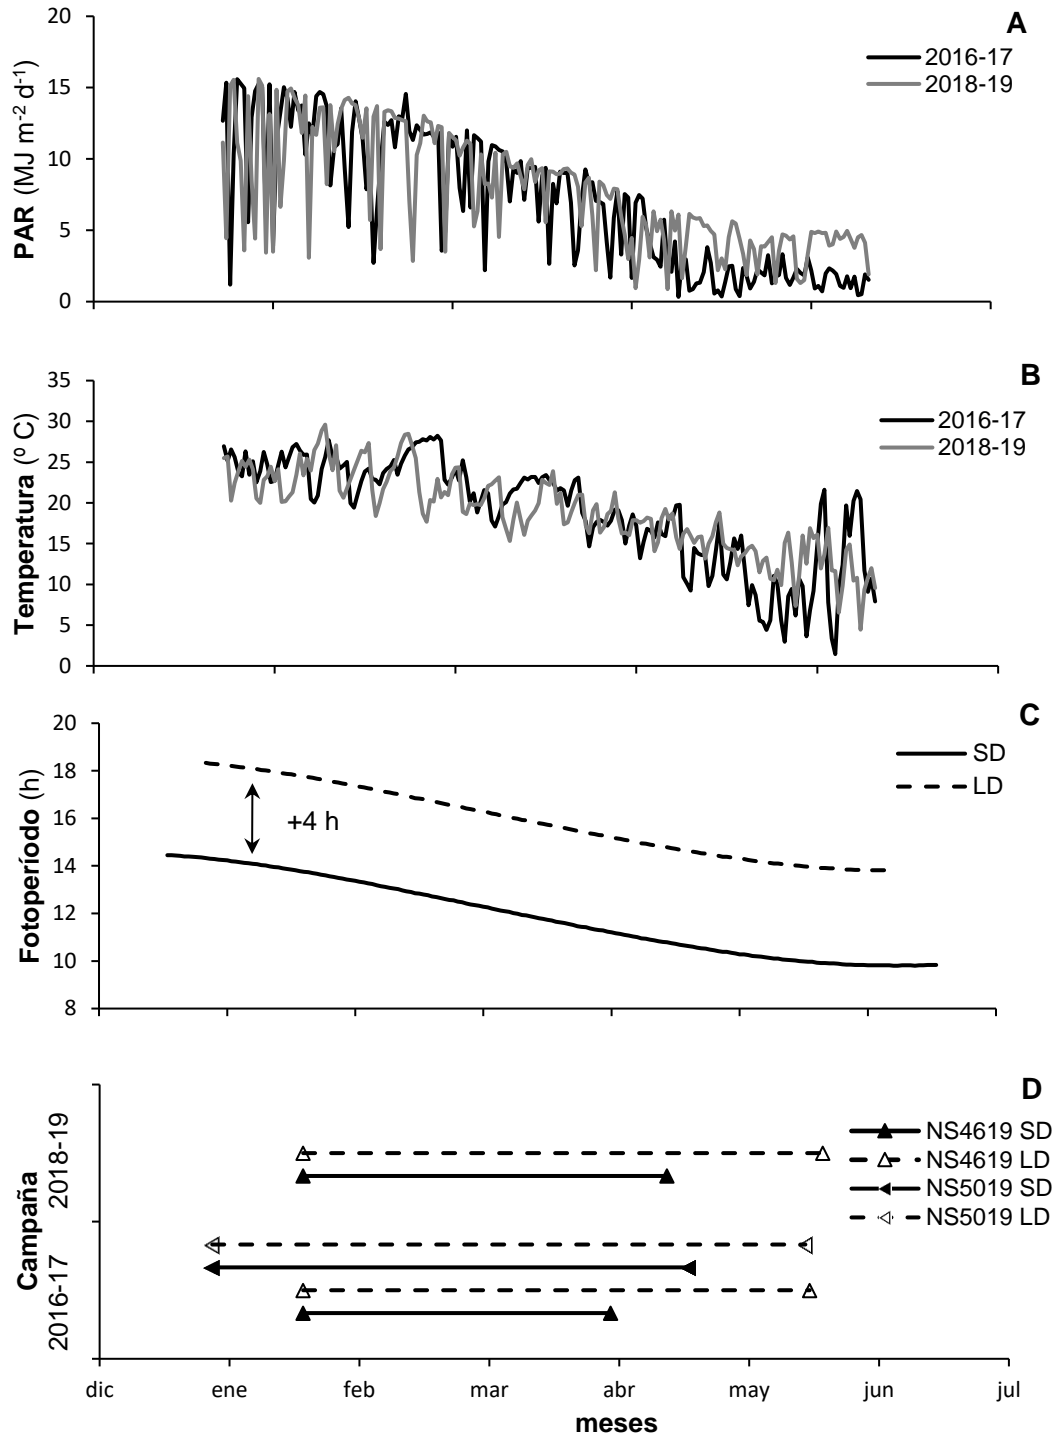 A
PAR (MJ m-2 d-1)
20
15
10
5
0
2016-17
2018-19
B
Temperatura (º C)
35
30
25
20
15
10
5
0
2016-17
2018-19
C
Fotoperíodo (h)
20
18
16
14
12
10
8
SD
LD
+4 h
D
Campaña
2018-19
2016-17
NS4619 SD
NS4619 LD
NS5019 SD
NS5019 LD
dic ene feb mar abr may jun jul
meses